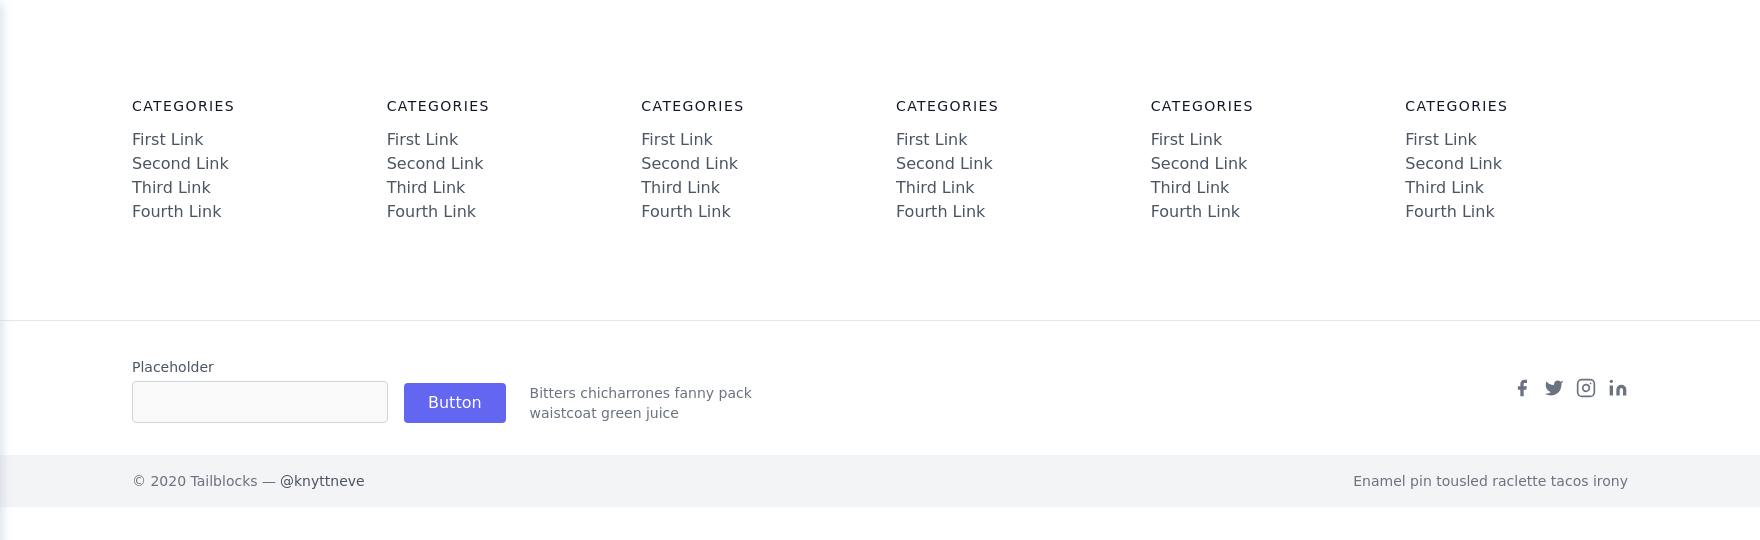 CATEGORIES
First Link
Second Link
Third Link
Fourth Link
CATEGORIES
First Link
Second Link
Third Link
Fourth Link
CATEGORIES
First Link
Second Link
Third Link
Fourth Link
CATEGORIES
First Link
Second Link
Third Link
Fourth Link
CATEGORIES
First Link
Second Link
Third Link
Fourth Link
CATEGORIES
First Link
Second Link
Third Link
Fourth Link
Placeholder
Button
Bitters chicharrones fanny pack
waistcoat green juice
© 2020 Tailblocks — @knyttneve
Enamel pin tousled raclette tacos irony